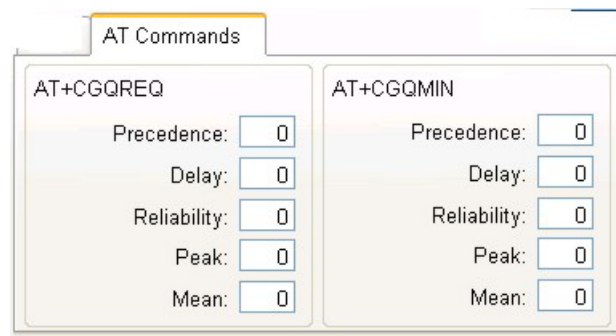 AT Commands
AT+CGQREQ
Precedence: 0
Delay: 0
Reliability: 0
Peak: 0
Mean: 0
AT+CGQMIN
Precedence: 0
Delay: 0
Reliability: 0
Peak: 0
Mean: 0